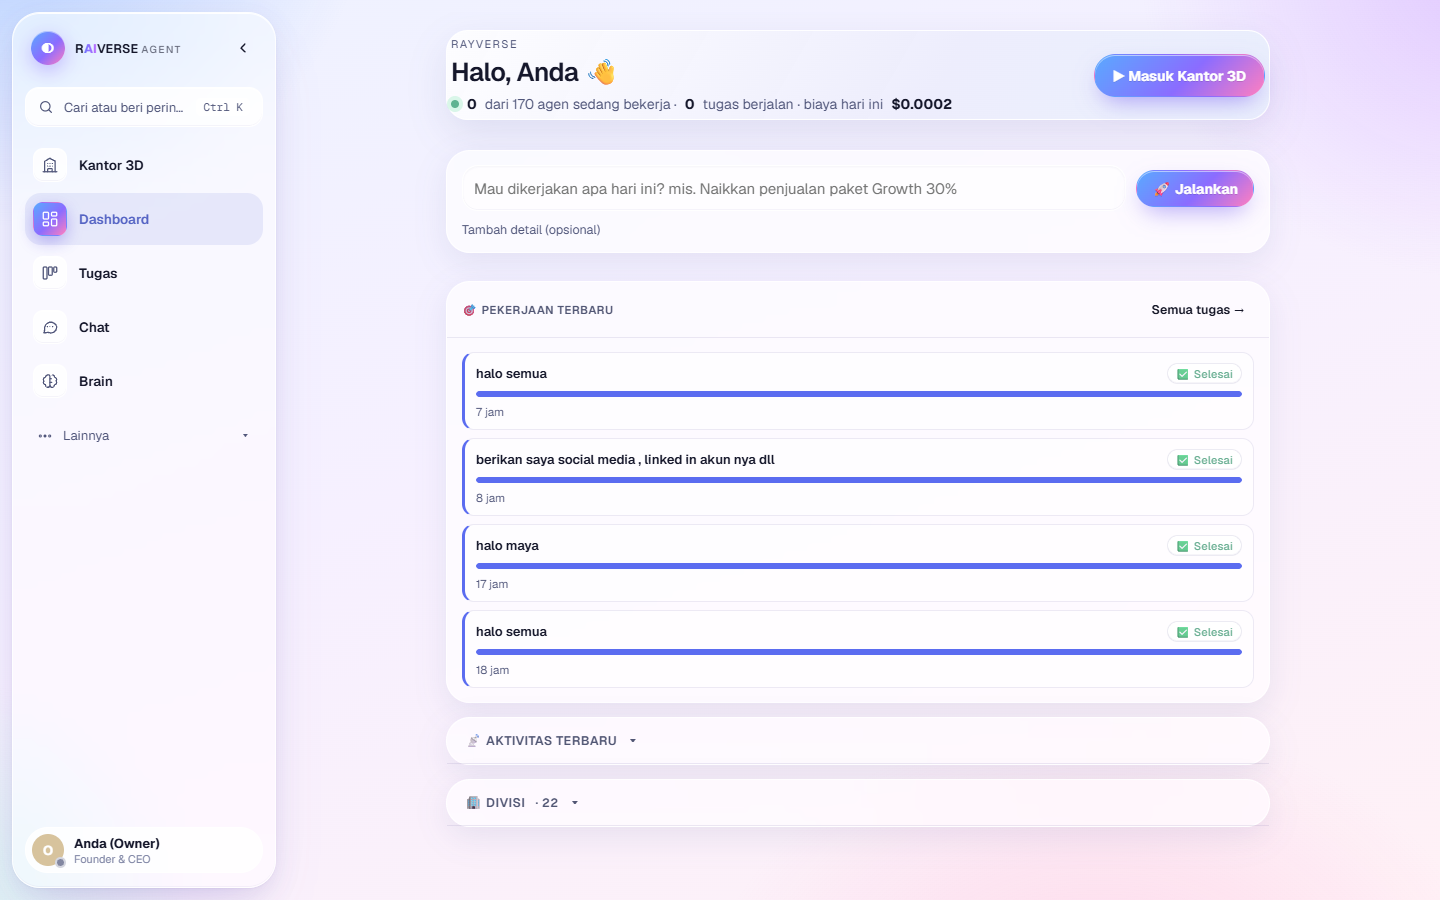 RAIVERSE AGENT
Cari atau beri perin... Ctrl K
Kantor 3D
Dashboard
Tugas
Chat
Brain
Lainnya
O
Anda (Owner)
Founder & CEO
RAYVERSE
Halo, Anda 👋
0 dari 170 agen sedang bekerja · 0 tugas berjalan · biaya hari ini $0.0002
▶ Masuk Kantor 3D
Mau dikerjakan apa hari ini? mis. Naikkan penjualan paket Growth 30%
🚀 Jalankan
Tambah detail (opsional)
🎯 PEKERJAAN TERBARU
Semua tugas →
halo semua
✅ Selesai
7 jam
berikan saya social media , linked in akun nya dll
✅ Selesai
8 jam
halo maya
✅ Selesai
17 jam
halo semua
✅ Selesai
18 jam
AKTIVITAS TERBARU
DIVISI · 22